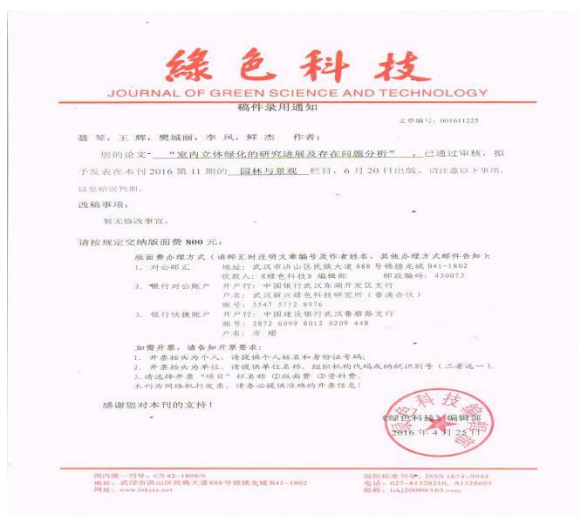 綠色科技
JOURNAL OF GREEN SCIENCE AND TECHNOLOGY
稿件录用通知
文章编号：001611225
聂 琴，王 辉，樊城丽，李 风，鲜 杰 作者：
您的论文“室内立体绿化的研究进展及存在问题分析”，已通过审核，拟
于发表在本刊 2016 第 11 期的 园林与景观 栏目，6 月 20 日出版。请注意以下事项，
以免贻误刊期。
改稿事项：
暂无修改事宜。
请按规定交纳版面费 800 元：
版面费办理方式（请邮汇时注明文章编号及作者姓名，其他办理方式邮件告知）：
1、对公邮汇 地址：武汉市洪山区民族大道 888 号锦绣龙城 B41-1802
收款人：《绿色科技》编辑部 邮政编码：430073
2、银行对公账户 开户行：中国银行武汉东湖开发区支行
户名：武汉新兴绿色科技研究所（普通合伙）
账号：5547 5752 8976
3、银行快捷账户 开户行：中国建设银行武汉鲁磨路支行
账号：2872 6099 8012 0209 448
户名：方 耀
如需开票，请告知开票要求：
1、开票抬头为个人，请提供个人姓名和身份证号码；
2、开票抬头为单位，请提供单位名称，组织机构代码或纳税识别号（二者选一）。
3、请选择开票“项目”栏名称 ①版面费 ②资料费。
本刊为网络机打发票，请务必提供准确的开票信息！
感谢您对本刊的支持！
《绿色科技》编辑部
2016 年 4 月 25 日
国内统一刊号：CN 42-1808/S 国际标准刊号：ISSN 1674-9944
地址：武汉市洪山区民族大道 888 号锦绣龙城 B41-1802 电话：027-81328210、81328693
网址：www.lskjzz.net 邮箱：lskj2009@163.com